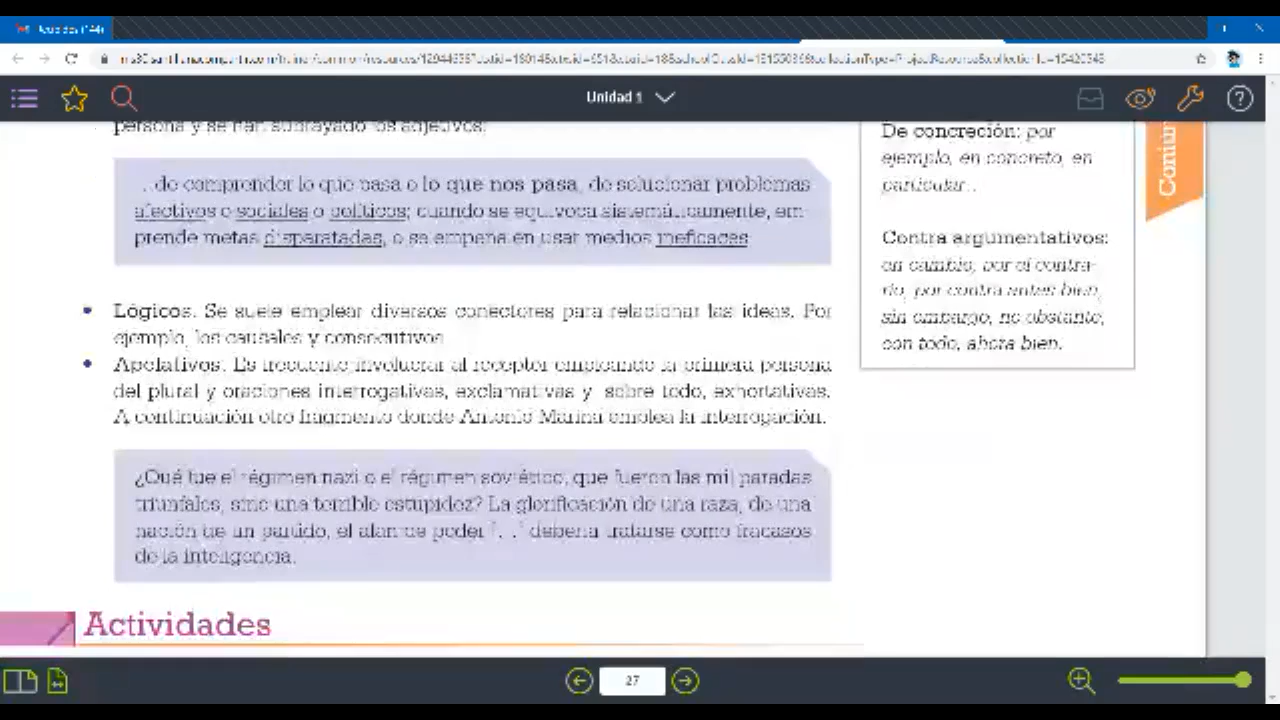 Unidad 1
persona y se han subrayado los adjetivos:
...de comprender lo que pasa o lo que nos pasa, de solucionar problemas
afectivos o sociales o políticos; cuando se equivoca sistemáticamente, em
prende metas disparatadas, o se empeña en usar medios ineficaces
• Lógicos. Se suele emplear diversos conectores para relacionar las ideas. Por
ejemplo, los causales y consecutivos
• Apelativos. Es frecuente involucrar al receptor empleando la primera persona
del plural y oraciones interrogativas, exclamativas y sobre todo, exhortativas.
A continuación otro fragmento donde Antonio Marina emplea la interrogación.
¿Qué fue el régimen nazi o el régimen soviético, que fueron las mil paradas
triunfales, sino una terrible estupidez? La glorificación de una raza, de una
nación de un partido, el afán de poder [...] debería tratarse como fracasos
de la inteligencia.
Actividades
De concreción: por
ejemplo, en concreto, en
particular...
Contra argumentativos:
en cambio, por el contra-
rio, por contra antes bien,
sin embargo, no obstante,
con todo, ahora bien.
27